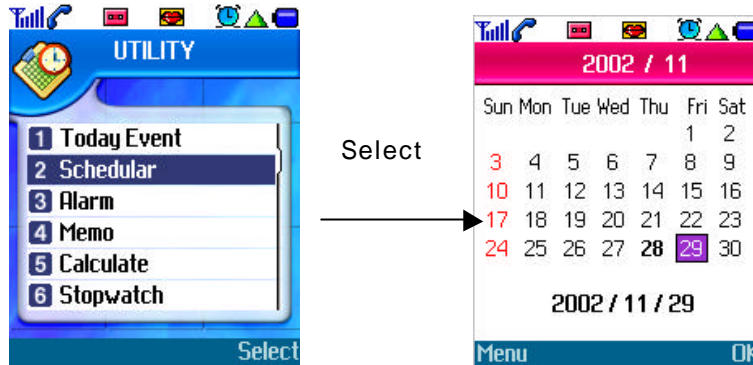 UTILITY
1 Today Event
2 Schedular
3 Alarm
4 Memo
5 Calculate
6 Stopwatch
Select
Select
2002 / 11
Sun Mon Tue Wed Thu Fri Sat
1 2
3 4 5 6 7 8 9
10 11 12 13 14 15 16
17 18 19 20 21 22 23
24 25 26 27 28 29 30
2002 / 11 / 29
Menu OK